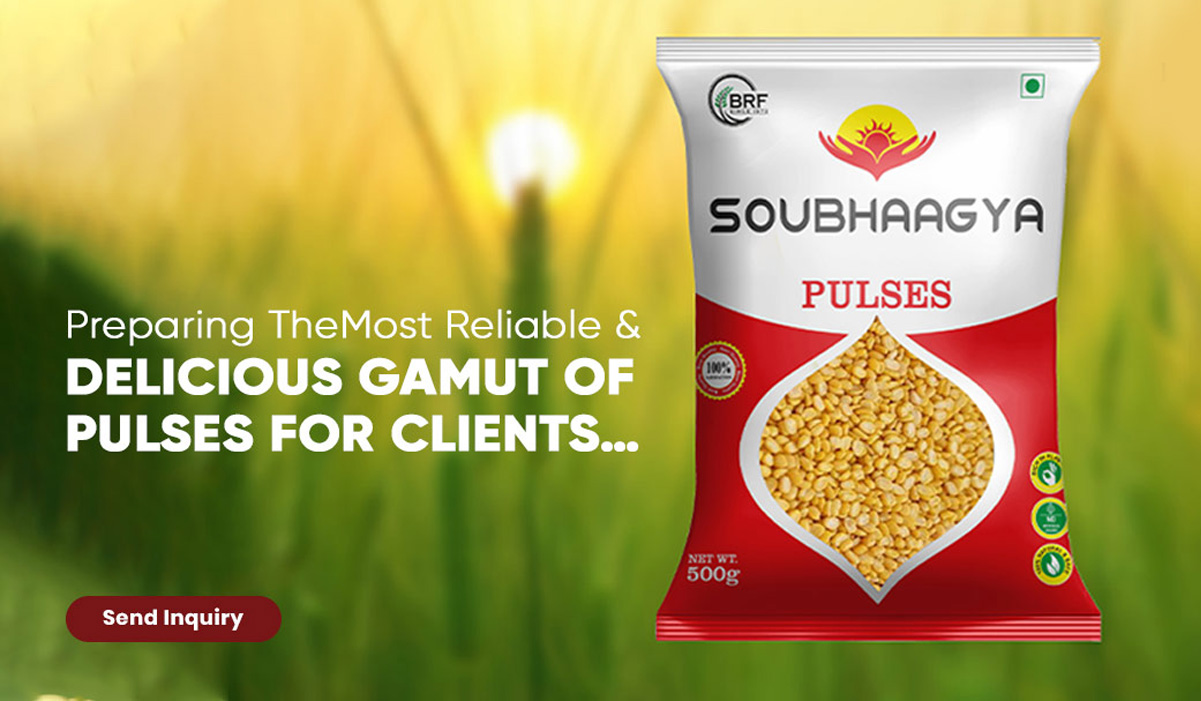 BRF
SOUBHAAGYA
PULSES
Preparing TheMost Reliable &
DELICIOUS GAMUT OF
PULSES FOR CLIENTS...
100%
NET WT.
500g
Send Inquiry